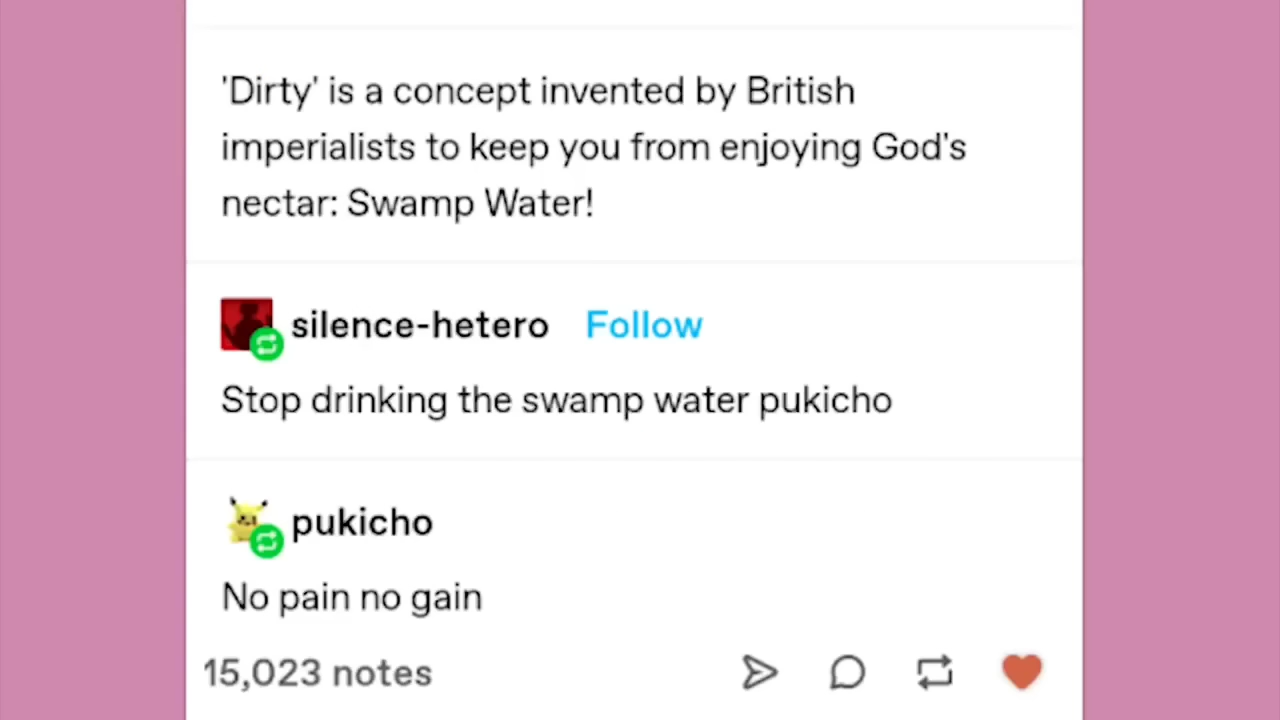 'Dirty' is a concept invented by British
imperialists to keep you from enjoying God's
nectar: Swamp Water!
silence-hetero Follow
Stop drinking the swamp water pukicho
pukicho
No pain no gain
15,023 notes